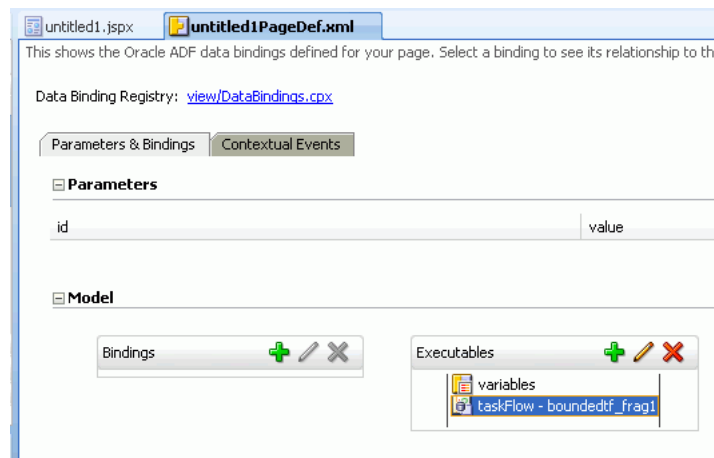 untitled1.jspx untitled1PageDef.xml
This shows the Oracle ADF data bindings defined for your page. Select a binding to see its relationship to th
Data Binding Registry: view/DataBindings.cpx
Parameters & Bindings Contextual Events
Parameters
id value
Model
Bindings Executables
variables
taskFlow - boundedtf_frag1